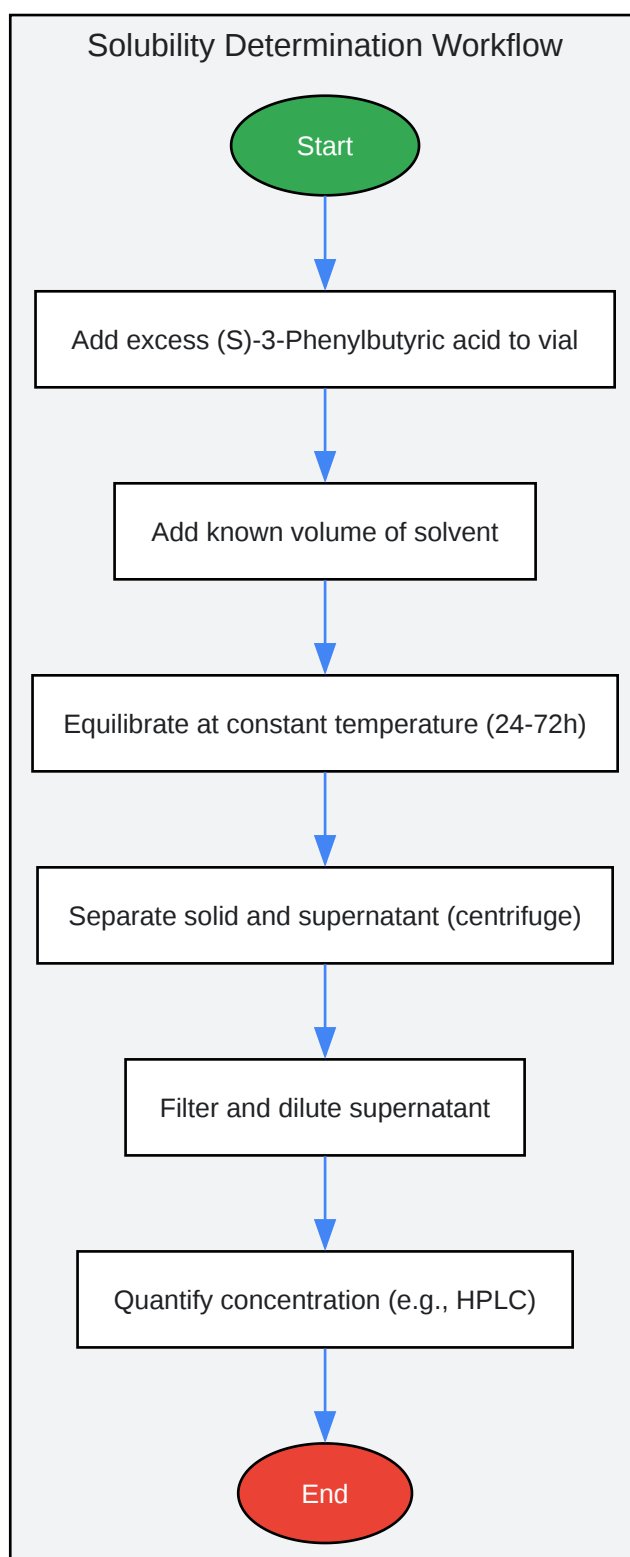 Solubility Determination Workflow
Start
Add excess (S)-3-Phenylbutyric acid to vial
Add known volume of solvent
Equilibrate at constant temperature (24-72h)
Separate solid and supernatant (centrifuge)
Filter and dilute supernatant
Quantify concentration (e.g., HPLC)
End